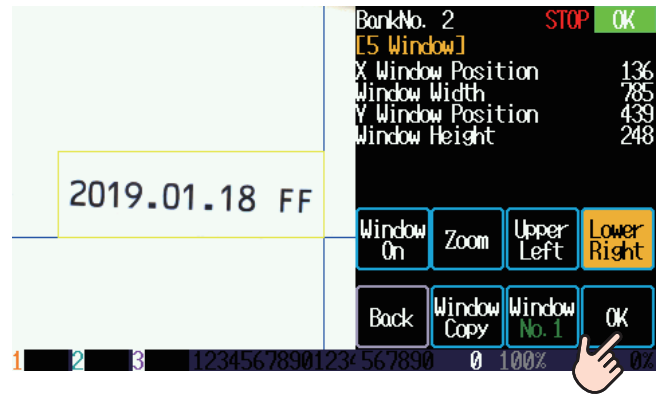 2019.01.18 FF
BankNo. 2 STOP OK
[5 Window]
X Window Position 136
Window Width 785
Y Window Position 439
Window Height 248
Window On
Zoom
Upper Left
Lower Right
Back
Window Copy
Window No.1
OK
1 2 3 12345678901234567890 0 100% 0%